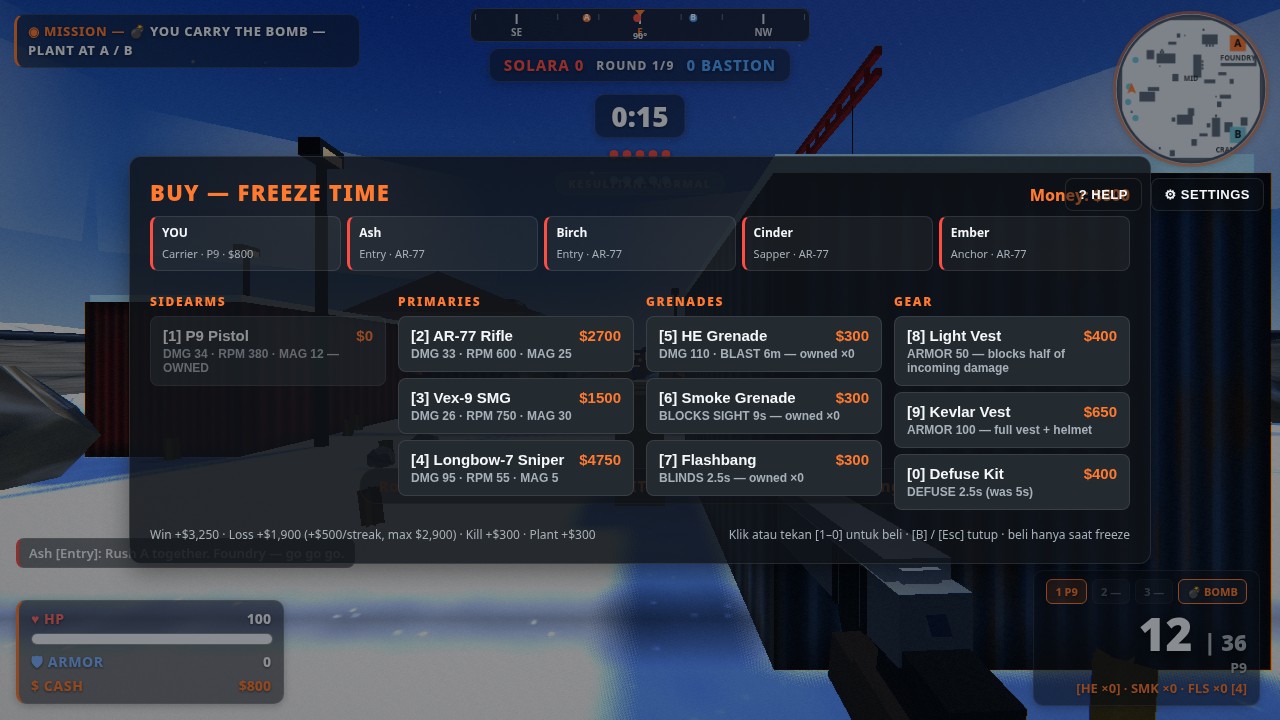 ◉ MISSION — 💣 YOU CARRY THE BOMB —
PLANT AT A / B
SE
A
E
90°
B
NW
SOLARA 0 ROUND 1/9 0 BASTION
0:15
A
FOUNDRY
MID
A
B
BUY — FREEZE TIME
Money: $800
? HELP
⚙ SETTINGS
YOU
Carrier · P9 · $800
Ash
Entry · AR-77
Birch
Entry · AR-77
Cinder
Sapper · AR-77
Ember
Anchor · AR-77
SIDEARMS
[1] P9 Pistol $0
DMG 34 · RPM 380 · MAG 12 —
OWNED
PRIMARIES
[2] AR-77 Rifle $2700
DMG 33 · RPM 600 · MAG 25
[3] Vex-9 SMG $1500
DMG 26 · RPM 750 · MAG 30
[4] Longbow-7 Sniper $4750
DMG 95 · RPM 55 · MAG 5
GRENADES
[5] HE Grenade $300
DMG 110 · BLAST 6m — owned ×0
[6] Smoke Grenade $300
BLOCKS SIGHT 9s — owned ×0
[7] Flashbang $300
BLINDS 2.5s — owned ×0
GEAR
[8] Light Vest $400
ARMOR 50 — blocks half of
incoming damage
[9] Kevlar Vest $650
ARMOR 100 — full vest + helmet
[0] Defuse Kit $400
DEFUSE 2.5s (was 5s)
Win +$3,250 · Loss +$1,900 (+$500/streak, max $2,900) · Kill +$300 · Plant +$300
Klik atau tekan [1–0] untuk beli · [B] / [Esc] tutup · beli hanya saat freeze
Ash [Entry]: Rush A together. Foundry — go go go.
♥ HP 100
🛡 ARMOR 0
$ CASH $800
1 P9
2 —
3 —
💣 BOMB
12 | 36
P9
[HE ×0] · SMK ×0 · FLS ×0 [4]